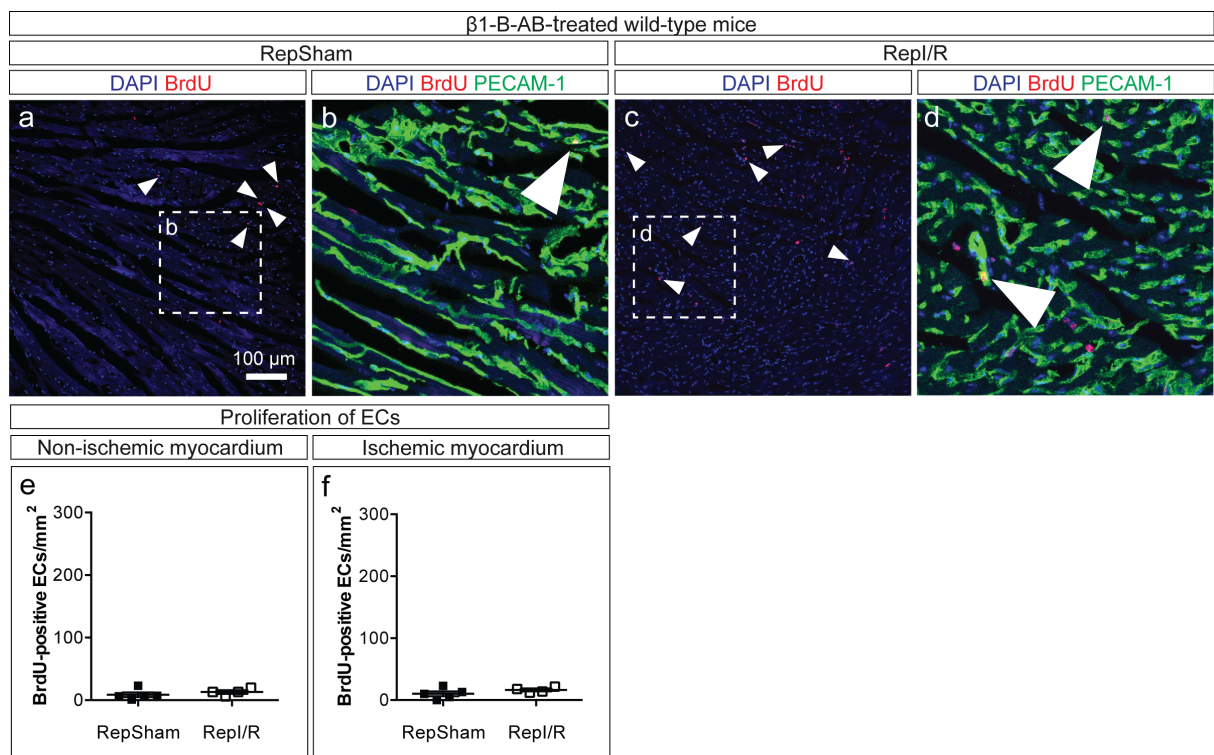 β1-B-AB-treated wild-type mice
RepSham
RepI/R
DAPI BrdU
DAPI BrdU PECAM-1
DAPI BrdU
DAPI BrdU PECAM-1
a
b
c
d
b
d
100 µm
Proliferation of ECs
Non-ischemic myocardium
Ischemic myocardium
e
BrdU-positive ECs/mm²
300
200
100
0
RepSham RepI/R
f
BrdU-positive ECs/mm²
300
200
100
0
RepSham RepI/R